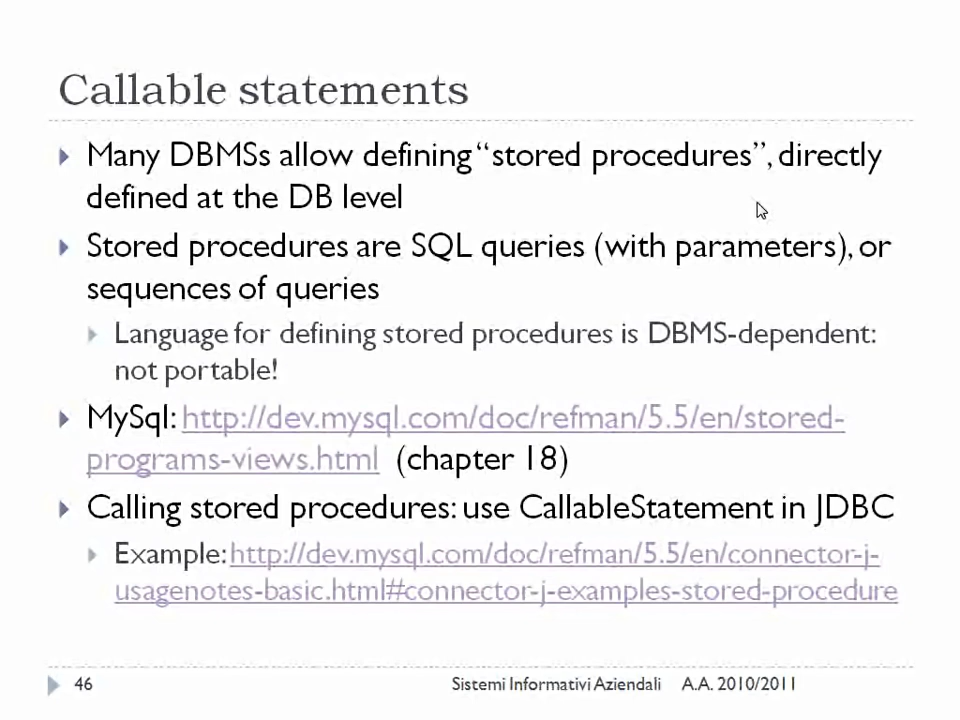 Callable statements
Many DBMSs allow defining “stored procedures”, directly
defined at the DB level
Stored procedures are SQL queries (with parameters), or
sequences of queries
Language for defining stored procedures is DBMS-dependent:
not portable!
MySql: http://dev.mysql.com/doc/refman/5.5/en/stored-
programs-views.html (chapter 18)
Calling stored procedures: use CallableStatement in JDBC
Example: http://dev.mysql.com/doc/refman/5.5/en/connector-j-
usagenotes-basic.html#connector-j-examples-stored-procedure
46 Sistemi Informativi Aziendali A.A. 2010/2011